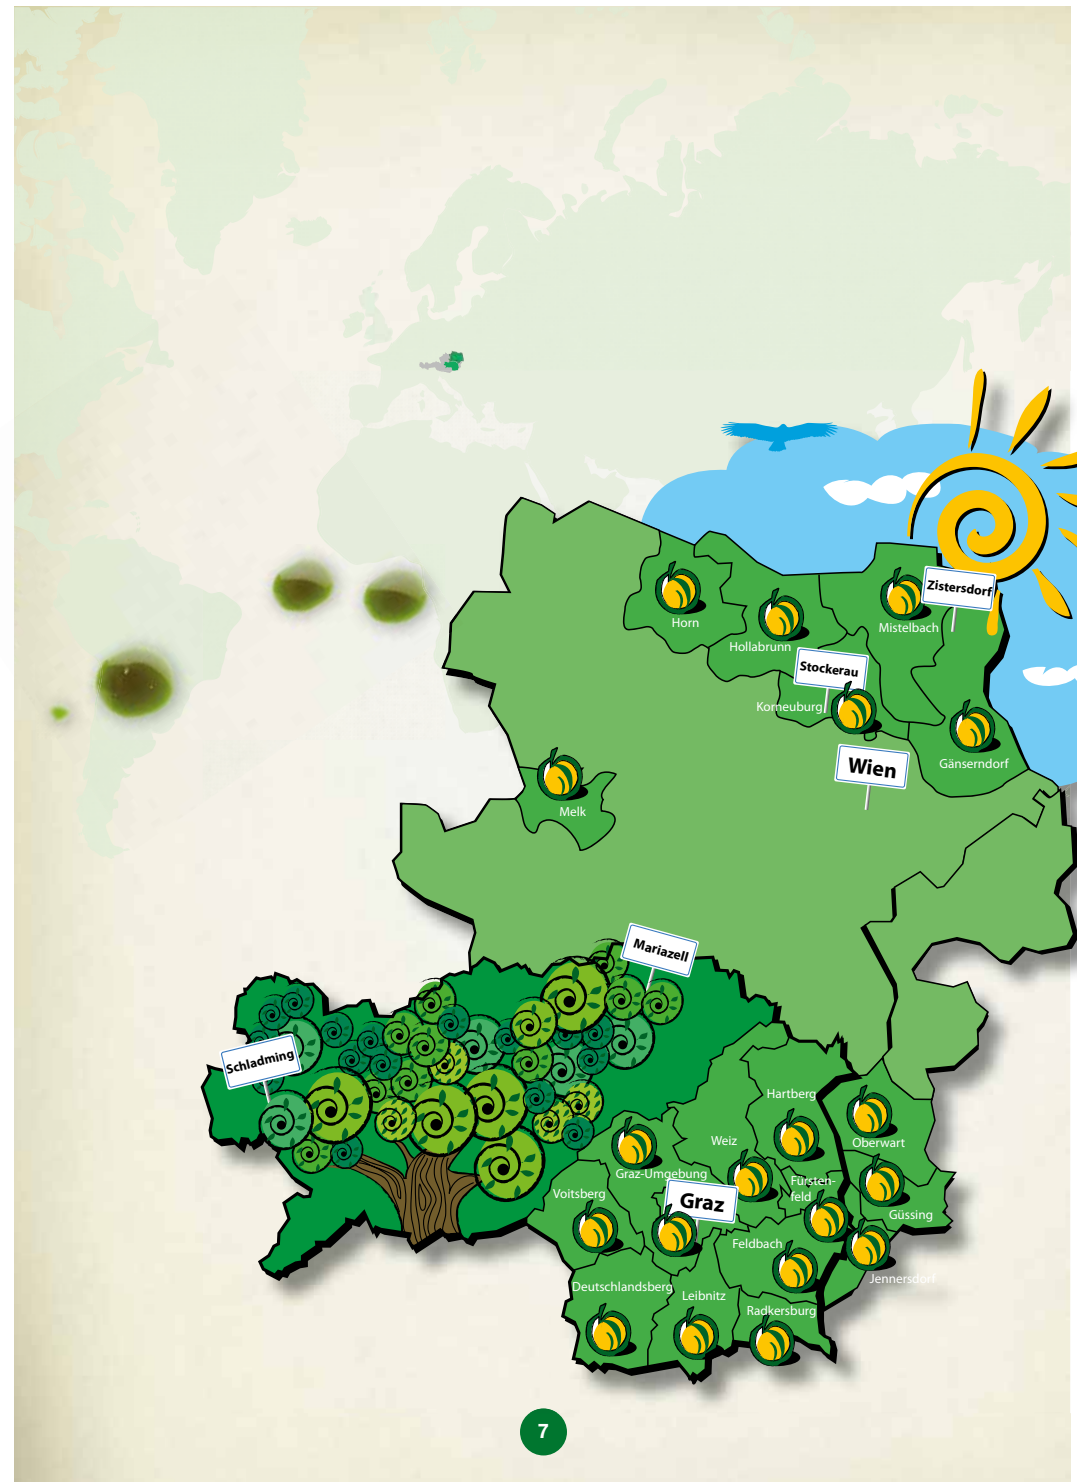 Zistersdorf
Horn
Mistelbach
Hollabrunn
Stockerau
Korneuburg
Wien
Gänserndorf
Melk
Mariazell
Schladming
Hartberg
Oberwart
Weiz
Graz-Umgebung
Fürsten-
feld
Voitsberg
Graz
Güssing
Feldbach
Jennersdorf
Deutschlandsberg
Leibnitz
Radkersburg
7